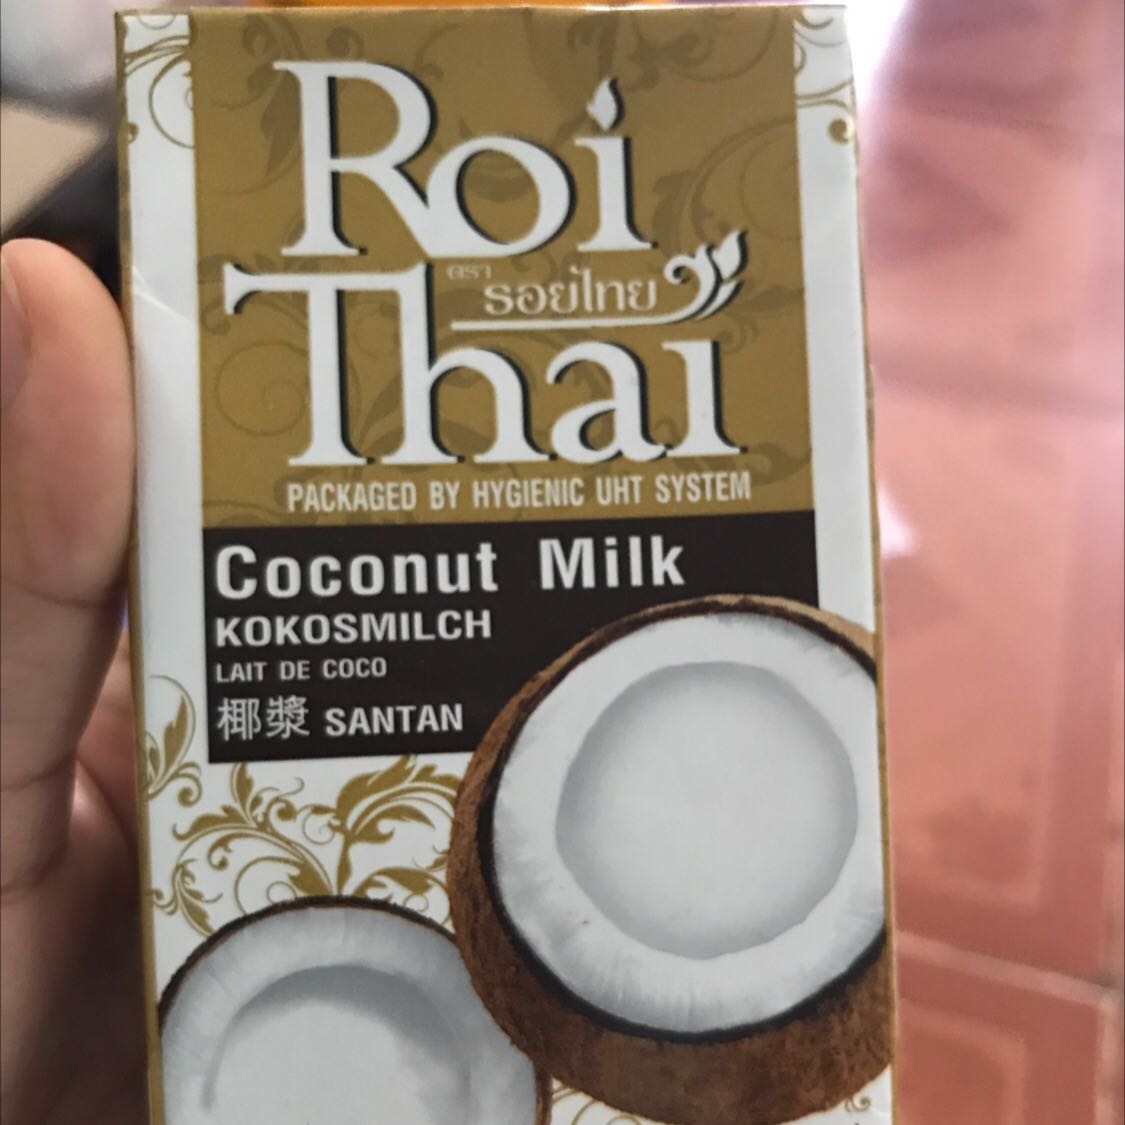 Roi
ตรา
รอยไทย
Thai
PACKAGED BY HYGIENIC UHT SYSTEM
Coconut Milk
KOKOSMILCH
LAIT DE COCO
椰漿 SANTAN